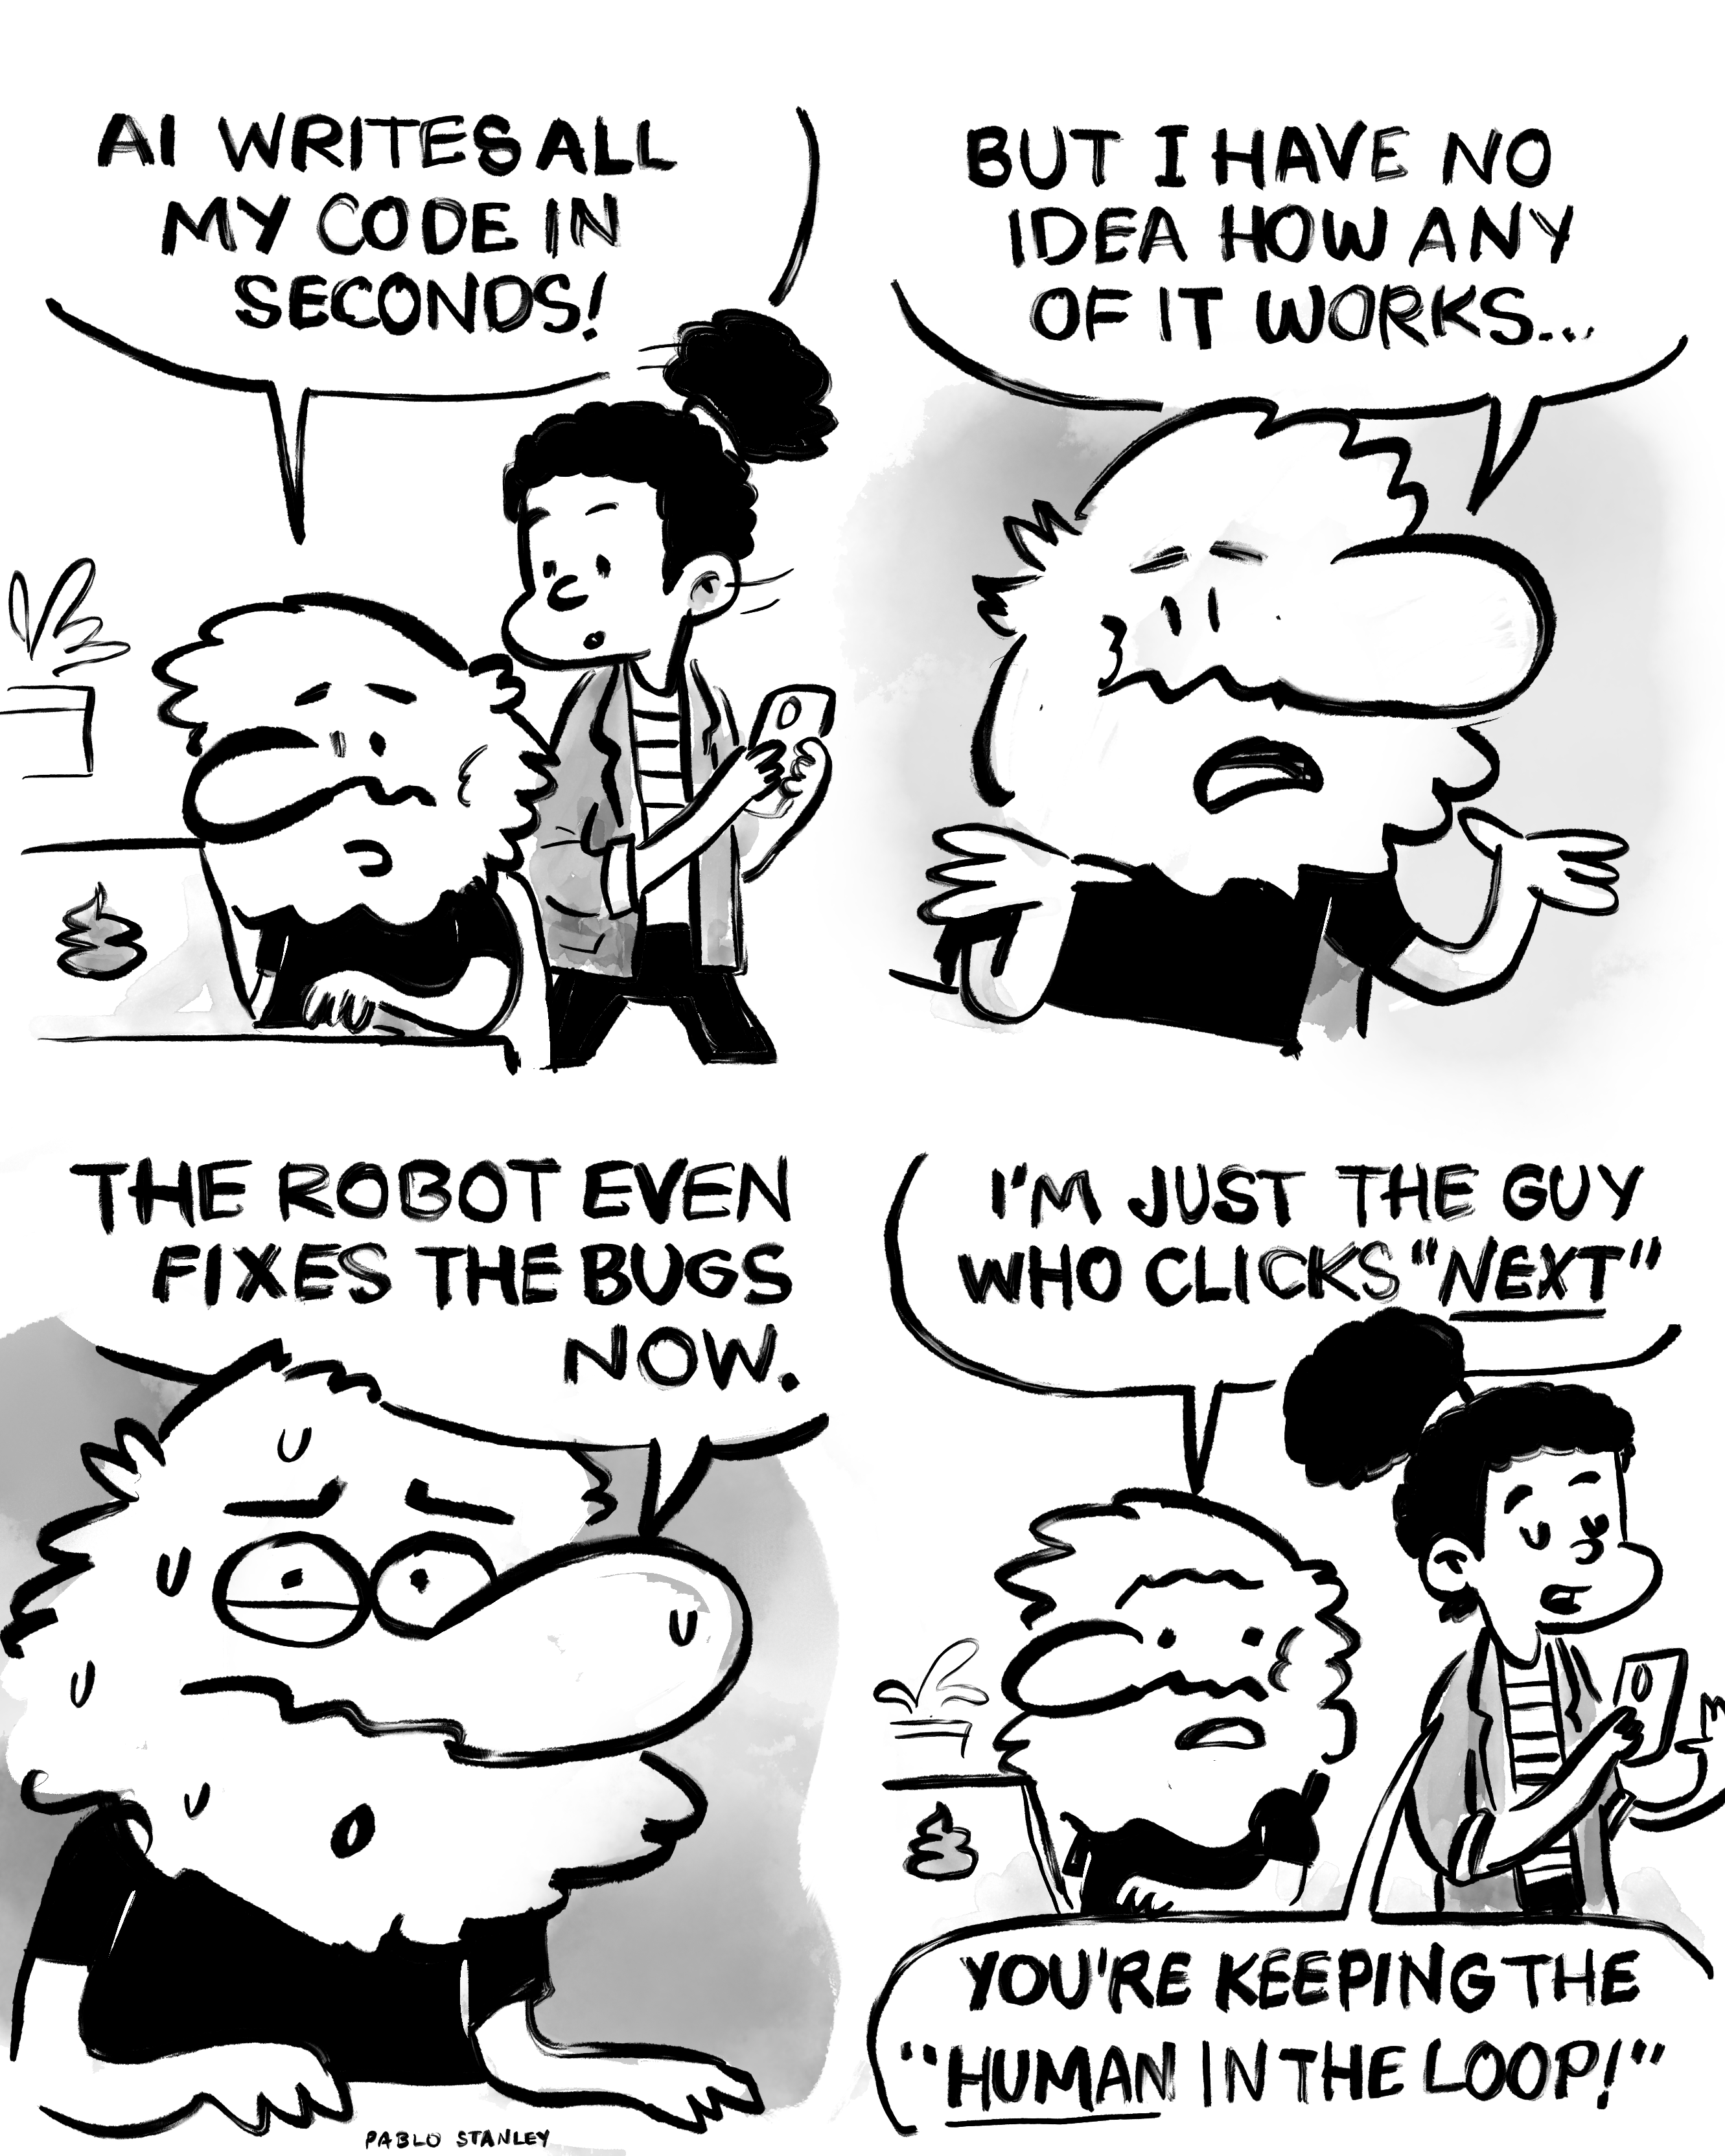 AI WRITES ALL
MY CODE IN
SECONDS!
BUT I HAVE NO
IDEA HOW ANY
OF IT WORKS...
THE ROBOT EVEN
FIXES THE BUGS
NOW.
I'M JUST THE GUY
WHO CLICKS "NEXT"
YOU'RE KEEPING THE
"HUMAN IN THE LOOP!"
PABLO STANLEY